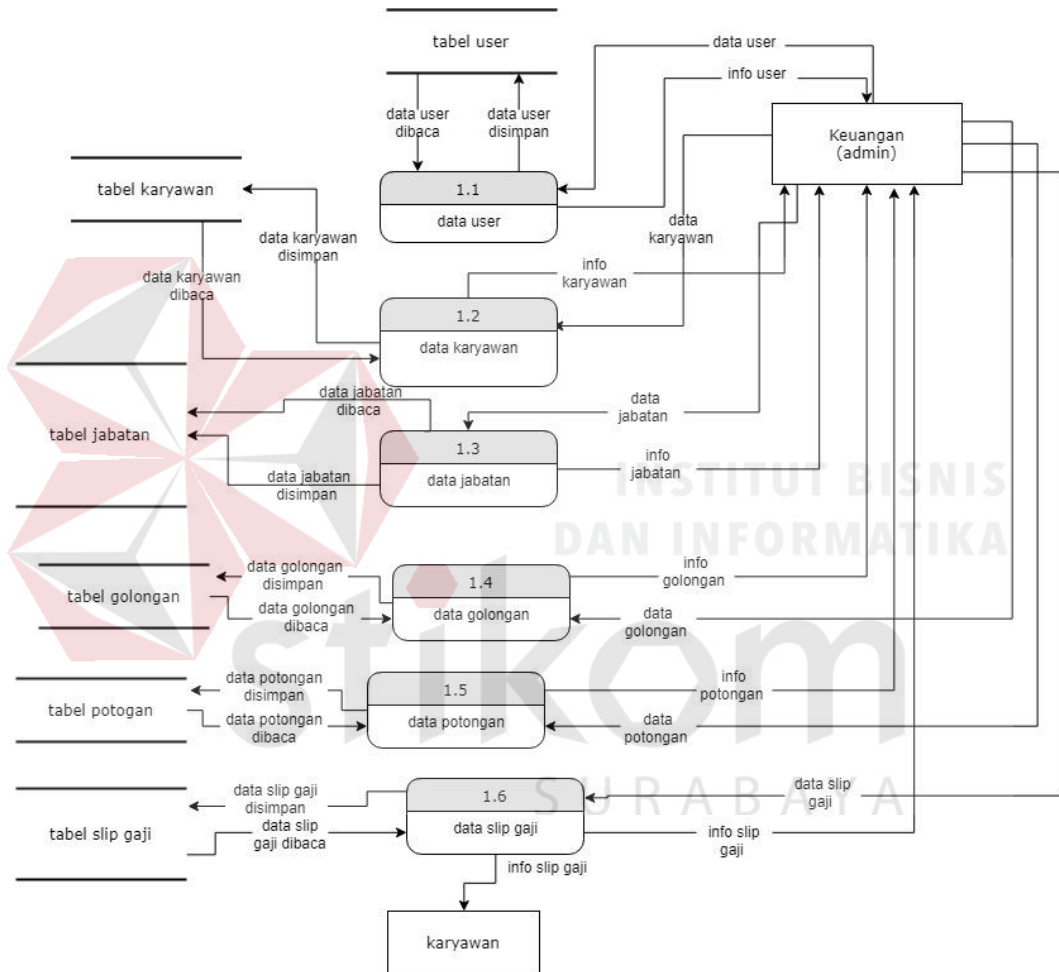 tabel user
data user
info user
data user
dibaca
data user
disimpan
Keuangan
(admin)
tabel karyawan
1.1
data user
data karyawan
disimpan
data
karyawan
data karyawan
dibaca
info
karyawan
1.2
data karyawan
data jabatan
dibaca
data
jabatan
tabel jabatan
1.3
data jabatan
info
jabatan
data jabatan
disimpan
INSTITUT BISNIS
DAN INFORMATIKA
tabel golongan
data golongan
disimpan
data golongan
dibaca
1.4
data golongan
info
golongan
data
golongan
stikom
tabel potogan
data potongan
disimpan
data potongan
dibaca
1.5
data potongan
info
potongan
data
potongan
SURABAYA
tabel slip gaji
data slip gaji
disimpan
data slip
gaji dibaca
1.6
data slip gaji
data slip
gaji
info slip
gaji
info slip gaji
karyawan